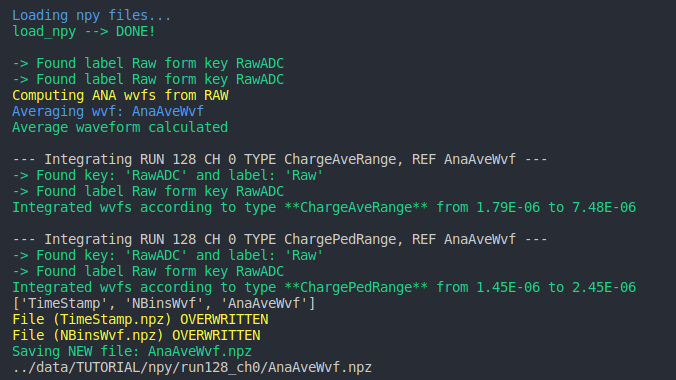 Loading npy files...
load_npy --> DONE!
-> Found label Raw form key RawADC
-> Found label Raw form key RawADC
Computing ANA wvfs from RAW
Averaging wvf: AnaAveWvf
Average waveform calculated
--- Integrating RUN 128 CH 0 TYPE ChargeAveRange, REF AnaAveWvf ---
-> Found key: 'RawADC' and label: 'Raw'
-> Found label Raw form key RawADC
Integrated wvfs according to type **ChargeAveRange** from 1.79E-06 to 7.48E-06
--- Integrating RUN 128 CH 0 TYPE ChargePedRange, REF AnaAveWvf ---
-> Found key: 'RawADC' and label: 'Raw'
-> Found label Raw form key RawADC
Integrated wvfs according to type **ChargePedRange** from 1.45E-06 to 2.45E-06
['TimeStamp', 'NBinsWvf', 'AnaAveWvf']
File (TimeStamp.npz) OVERWRITTEN
File (NBinsWvf.npz) OVERWRITTEN
Saving NEW file: AnaAveWvf.npz
../data/TUTORIAL/npy/run128_ch0/AnaAveWvf.npz